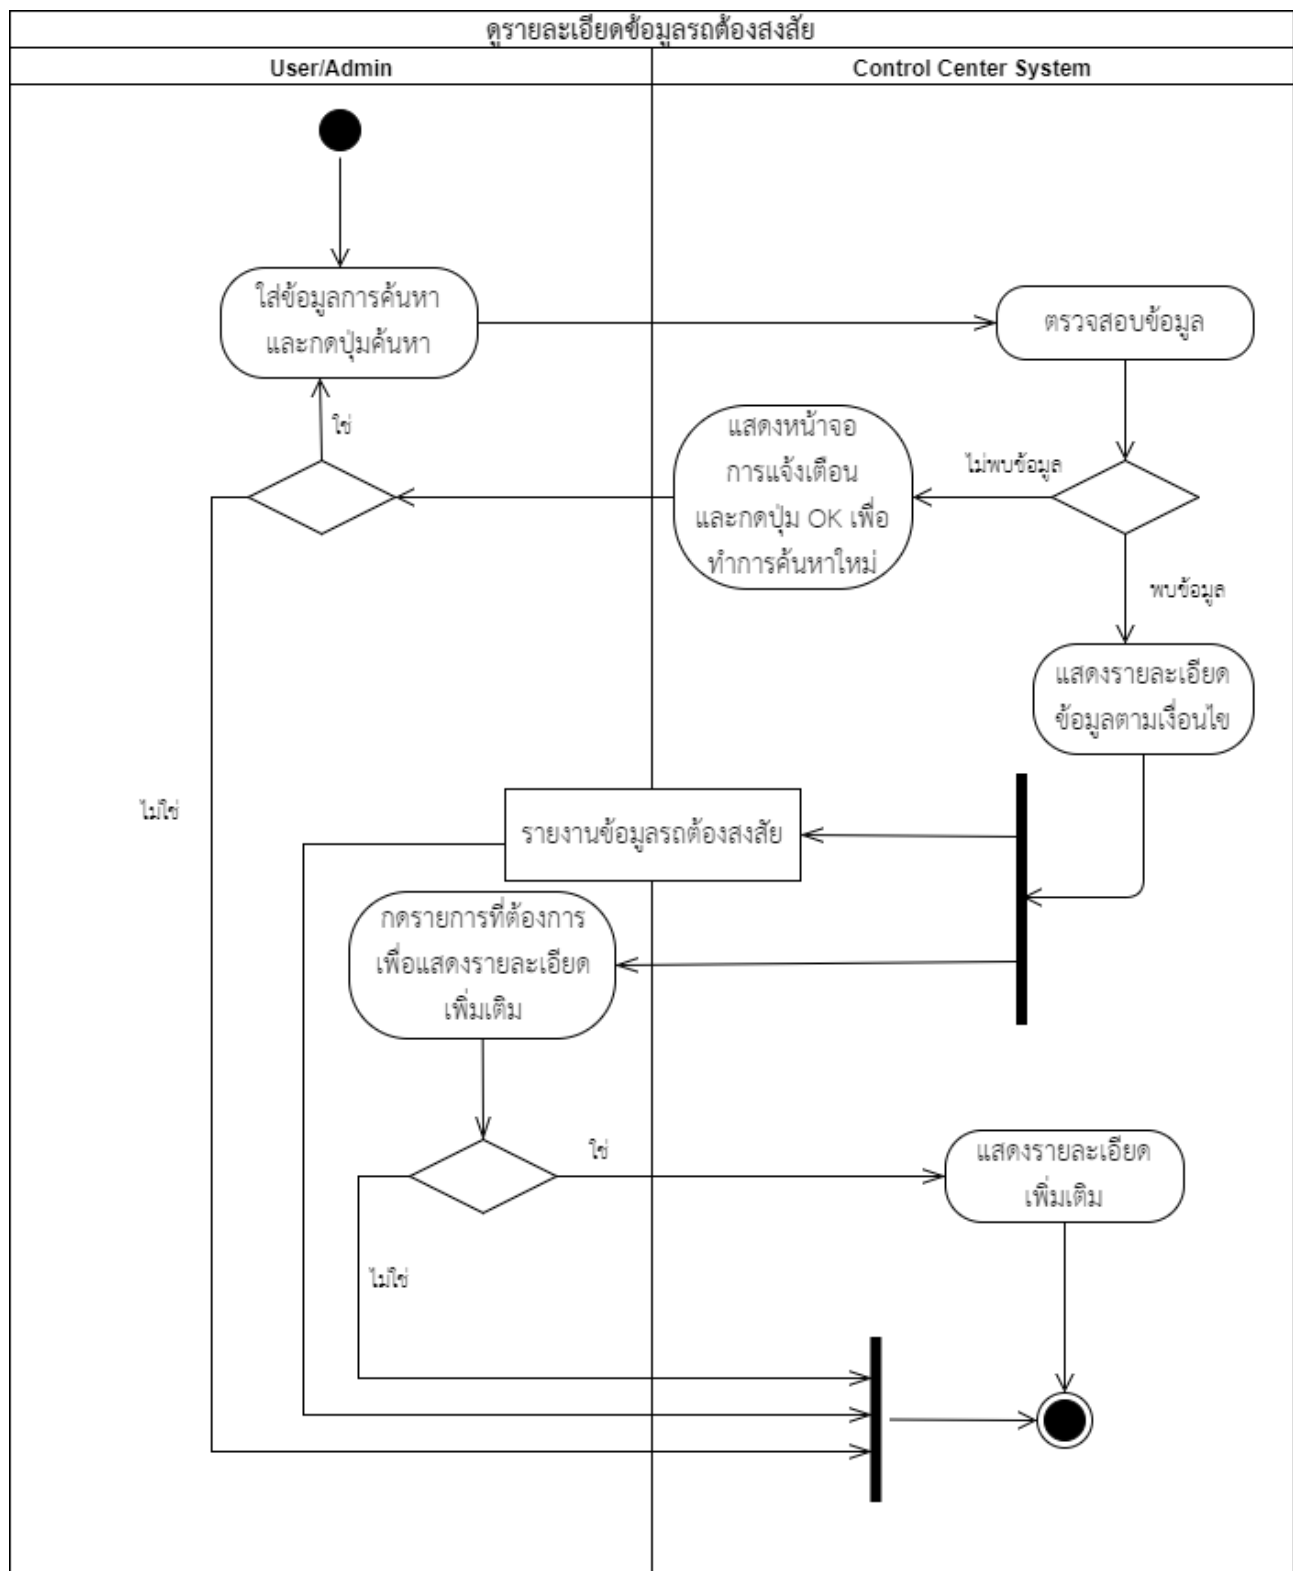 ดูรายละเอียดข้อมูลรถต้องสงสัย
User/Admin
Control Center System
ใส่ข้อมูลการค้นหา
และกดปุ่มค้นหา
ตรวจสอบข้อมูล
ใช่
แสดงหน้าจอ
การแจ้งเตือน
และกดปุ่ม OK เพื่อ
ทำการค้นหาใหม่
ไม่พบข้อมูล
พบข้อมูล
แสดงรายละเอียด
ข้อมูลตามเงื่อนไข
ไม่ใช่
รายงานข้อมูลรถต้องสงสัย
กดรายการที่ต้องการ
เพื่อแสดงรายละเอียด
เพิ่มเติม
ใช่
แสดงรายละเอียด
เพิ่มเติม
ไม่ใช่